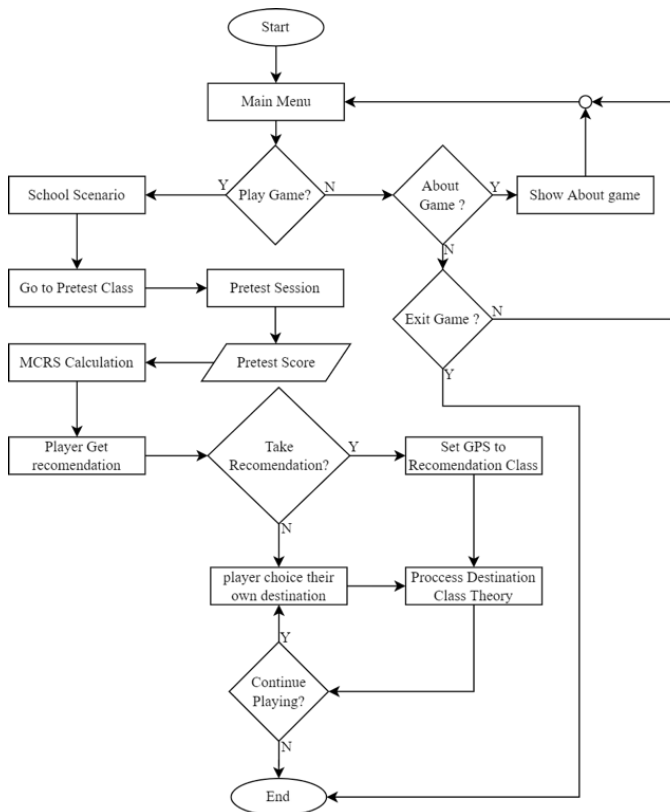 Start
Main Menu
Y
Play Game?
N
About
Game ?
Y
Show About game
School Scenario
N
Go to Pretest Class
Pretest Session
Exit Game ?
N
Y
MCRS Calculation
Pretest Score
Player Get
recomendation
Take
Recomendation?
Y
Set GPS to
Recomendation Class
N
player choice their
own destination
Proccess Destination
Class Theory
Y
Continue
Playing?
N
End